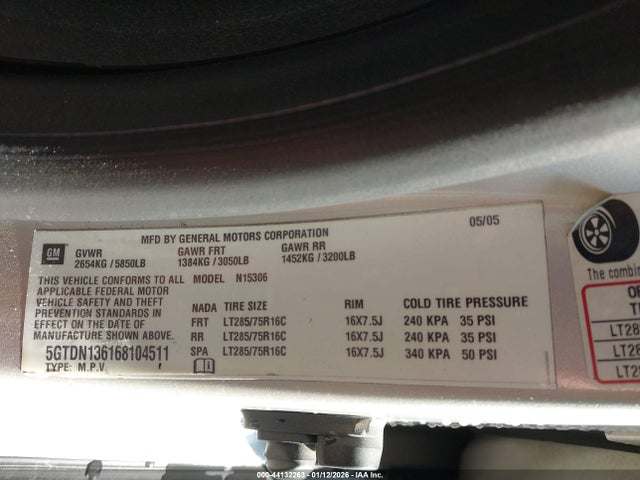 05/05
MFD BY GENERAL MOTORS CORPORATION
GM
GVWR GAWR FRT GAWR RR
2654KG / 5850LB 1384KG / 3050LB 1452KG / 3200LB
THIS VEHICLE CONFORMS TO ALL MODEL N15306
APPLICABLE FEDERAL MOTOR
VEHICLE SAFETY AND THEFT
PREVENTION STANDARDS IN
EFFECT ON THE DATE OF
MANUFACTURE SHOWN ABOVE.
5GTDN136168104511
TYPE: M.P.V
NADA TIRE SIZE RIM COLD TIRE PRESSURE
FRT LT285/75R16C 16X7.5J 240 KPA 35 PSI
RR LT285/75R16C 16X7.5J 240 KPA 35 PSI
SPA LT285/75R16C 16X7.5J 340 KPA 50 PSI
The combin
LT28
LT28
LT28
000-44132263 - 01/12/2026 - IAA Inc.